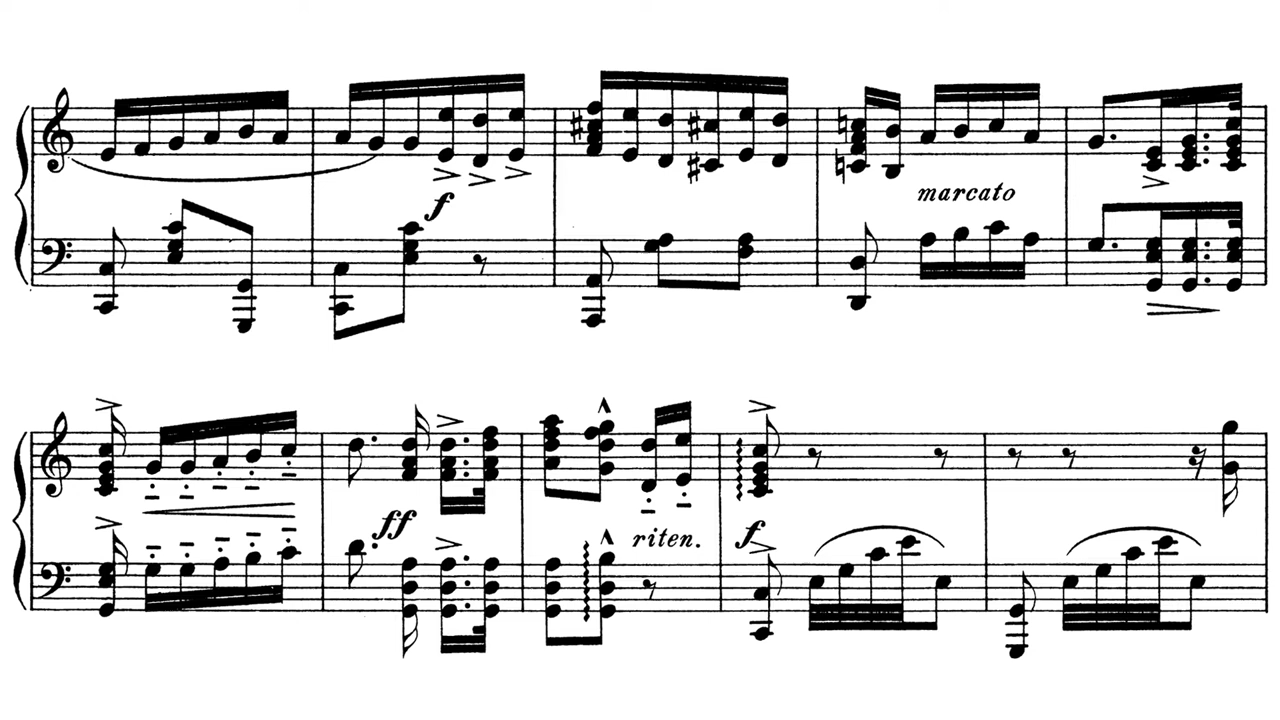 f
marcato
ff
riten.
f